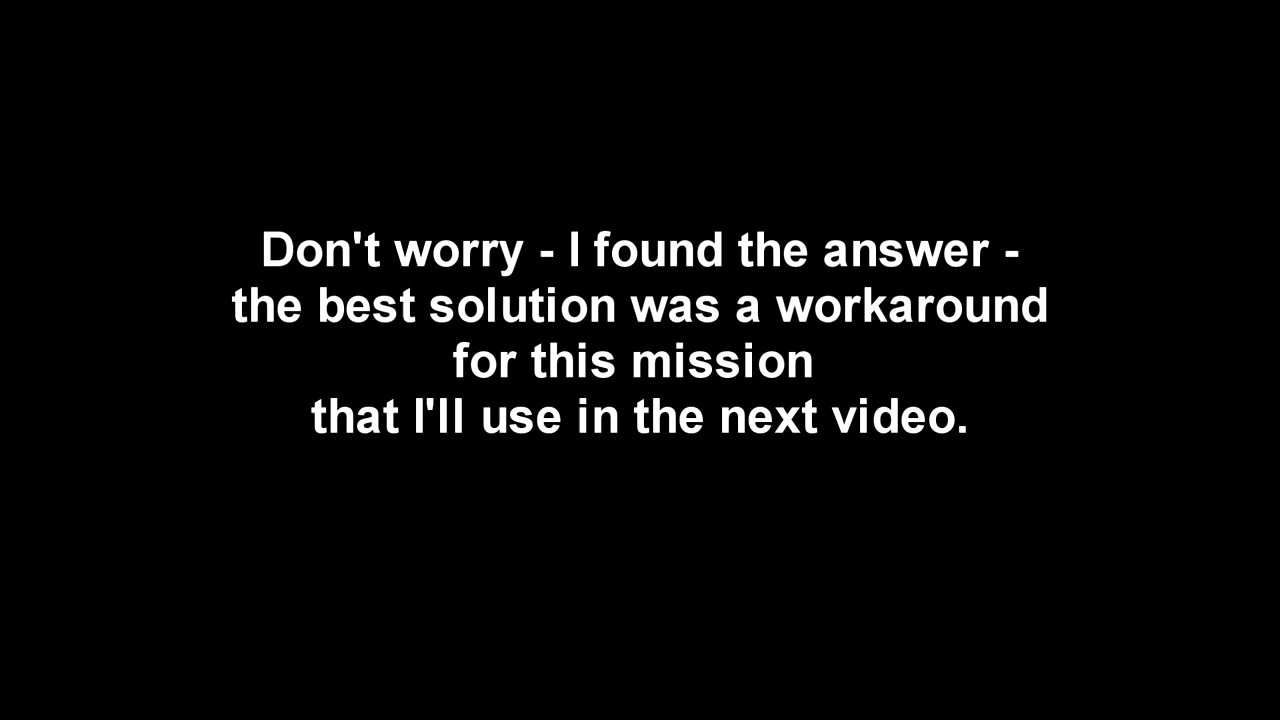 Don't worry - I found the answer -
the best solution was a workaround
for this mission
that I'll use in the next video.